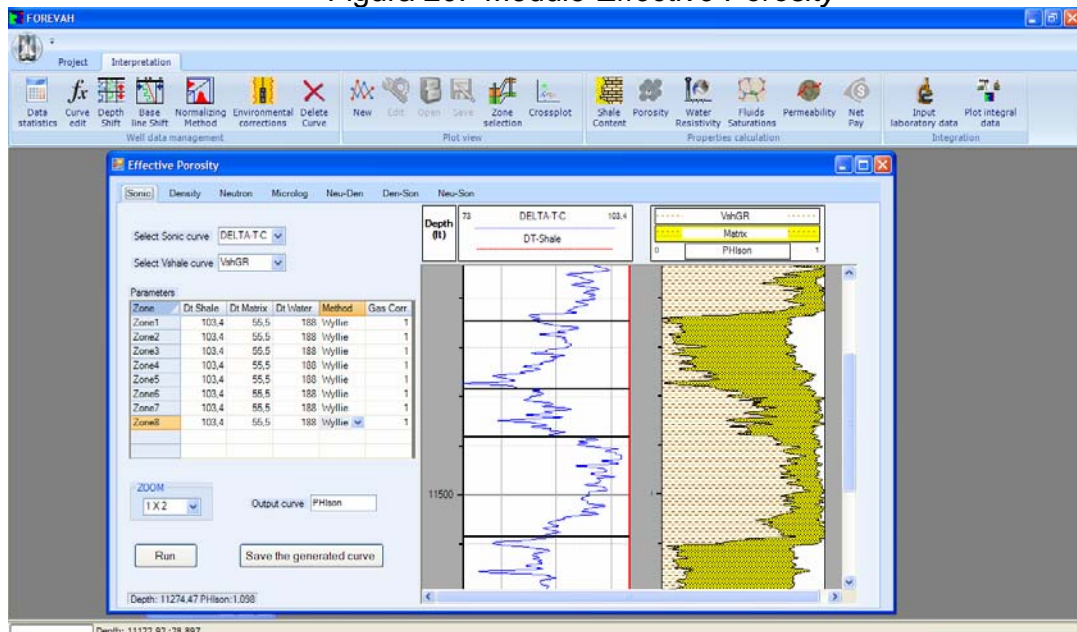 Figura 26. Modulo Effective Porosity
FOREVAH
Project Interpretation
Data statistics
Curve edit
Depth Shift
Base line Shift
Normalizing Method
Environmental corrections
Delete Curve
New
Edit
Open
Save
Zone selection
Crossplot
Shale Content
Porosity
Water Resistivity
Fluids Saturations
Permeability
Net Pay
Input laboratory data
Plot integral data
Well data management
Plot view
Properties calculation
Integration
Effective Porosity
Sonic Density Neutron Microlog Neu-Den Den-Son Neu-Son
Select Sonic curve DELTA-T-C
Select Vshale curve VshGR
Parameters
Zone Dt Shale Dt Matrix Dt Water Method Gas Corr.
Zone1 103,4 55,5 188 Wyllie 1
Zone2 103,4 55,5 188 Wyllie 1
Zone3 103,4 55,5 188 Wyllie 1
Zone4 103,4 55,5 188 Wyllie 1
Zone5 103,4 55,5 188 Wyllie 1
Zone6 103,4 55,5 188 Wyllie 1
Zone7 103,4 55,5 188 Wyllie 1
Zone8 103,4 55,5 188 Wyllie 1
ZOOM
1 X 2
Output curve PHIson
Run
Save the generated curve
Depth: 11274,47 PHIson:1,098
Depth (ft)
73 DELTA-T-C 103,4
DT-Shale
VshGR
Matrix
0 PHIson 1
11500
Depth: 11122,92 :28,897